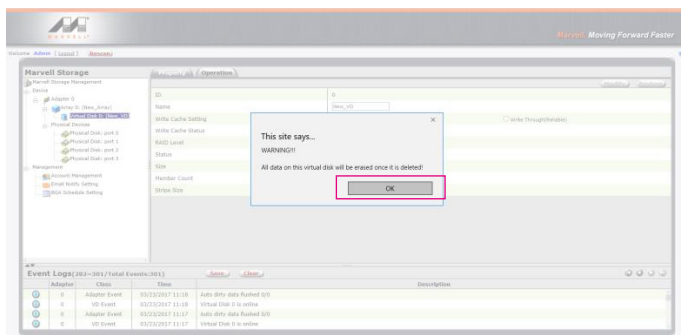 MARVELL
Marvell. Moving Forward Faster
Welcome Admin [ Logout ]
Marvell Storage
Property
Operation
Marvell Storage Management
Device
Adapter 0
Array 0: (New_Array)
Virtual Disk 0: (New_VD)
Physical Devices
Physical Disk: port 0
Physical Disk: port 1
Physical Disk: port 2
Physical Disk: port 3
Management
Account Management
Email Notify Setting
BGA Schedule Setting
ID
0
Name
New_VD
Write Cache Setting
Write Through(Reliable)
Write Cache Status
RAID Level
Status
Size
Member Count
Stripe Size
This site says...
WARNING!!!
All data on this virtual disk will be erased once it is deleted!
OK
Event Logs(282~301/Total Events:301)
Save
Clear
Adapter Class Time Description
0 Adapter Event 03/23/2017 11:18 Auto dirty data flushed 0/0
0 VD Event 03/23/2017 11:18 Virtual Disk 0 is online
0 Adapter Event 03/23/2017 11:17 Auto dirty data flushed 0/0
0 VD Event 03/23/2017 11:17 Virtual Disk 0 is online